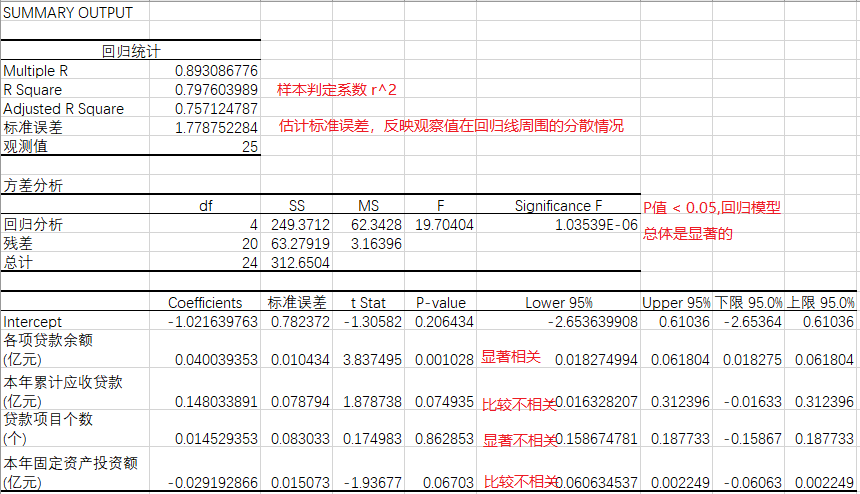 SUMMARY OUTPUT
回归统计
Multiple R 0.893086776
R Square 0.797603989 样本判定系数 r^2
Adjusted R Square 0.757124787
标准误差 1.778752284 估计标准误差，反映观察值在回归线周围的分散情况
观测值 25
方差分析
df SS MS F Significance F
回归分析 4 249.3712 62.3428 19.70404 1.03539E-06 P值 < 0.05,回归模型
残差 20 63.27919 3.16396 总体是显著的
总计 24 312.6504
Coefficients 标准误差 t Stat P-value Lower 95% Upper 95% 下限 95.0% 上限 95.0%
Intercept -1.021639763 0.782372 -1.30582 0.206434 -2.653639908 0.61036 -2.65364 0.61036
各项贷款余额
(亿元) 0.040039353 0.010434 3.837495 0.001028 显著相关 0.018274994 0.061804 0.018275 0.061804
本年累计应收贷款
(亿元) 0.148033891 0.078794 1.878738 0.074935 比较不相关 0.016328207 0.312396 -0.01633 0.312396
贷款项目个数
(个) 0.014529353 0.083033 0.174983 0.862853 显著不相关 0.158674781 0.187733 -0.15867 0.187733
本年固定资产投资额
(亿元) -0.029192866 0.015073 -1.93677 0.06703 比较不相关 0.060634537 0.002249 -0.06063 0.002249